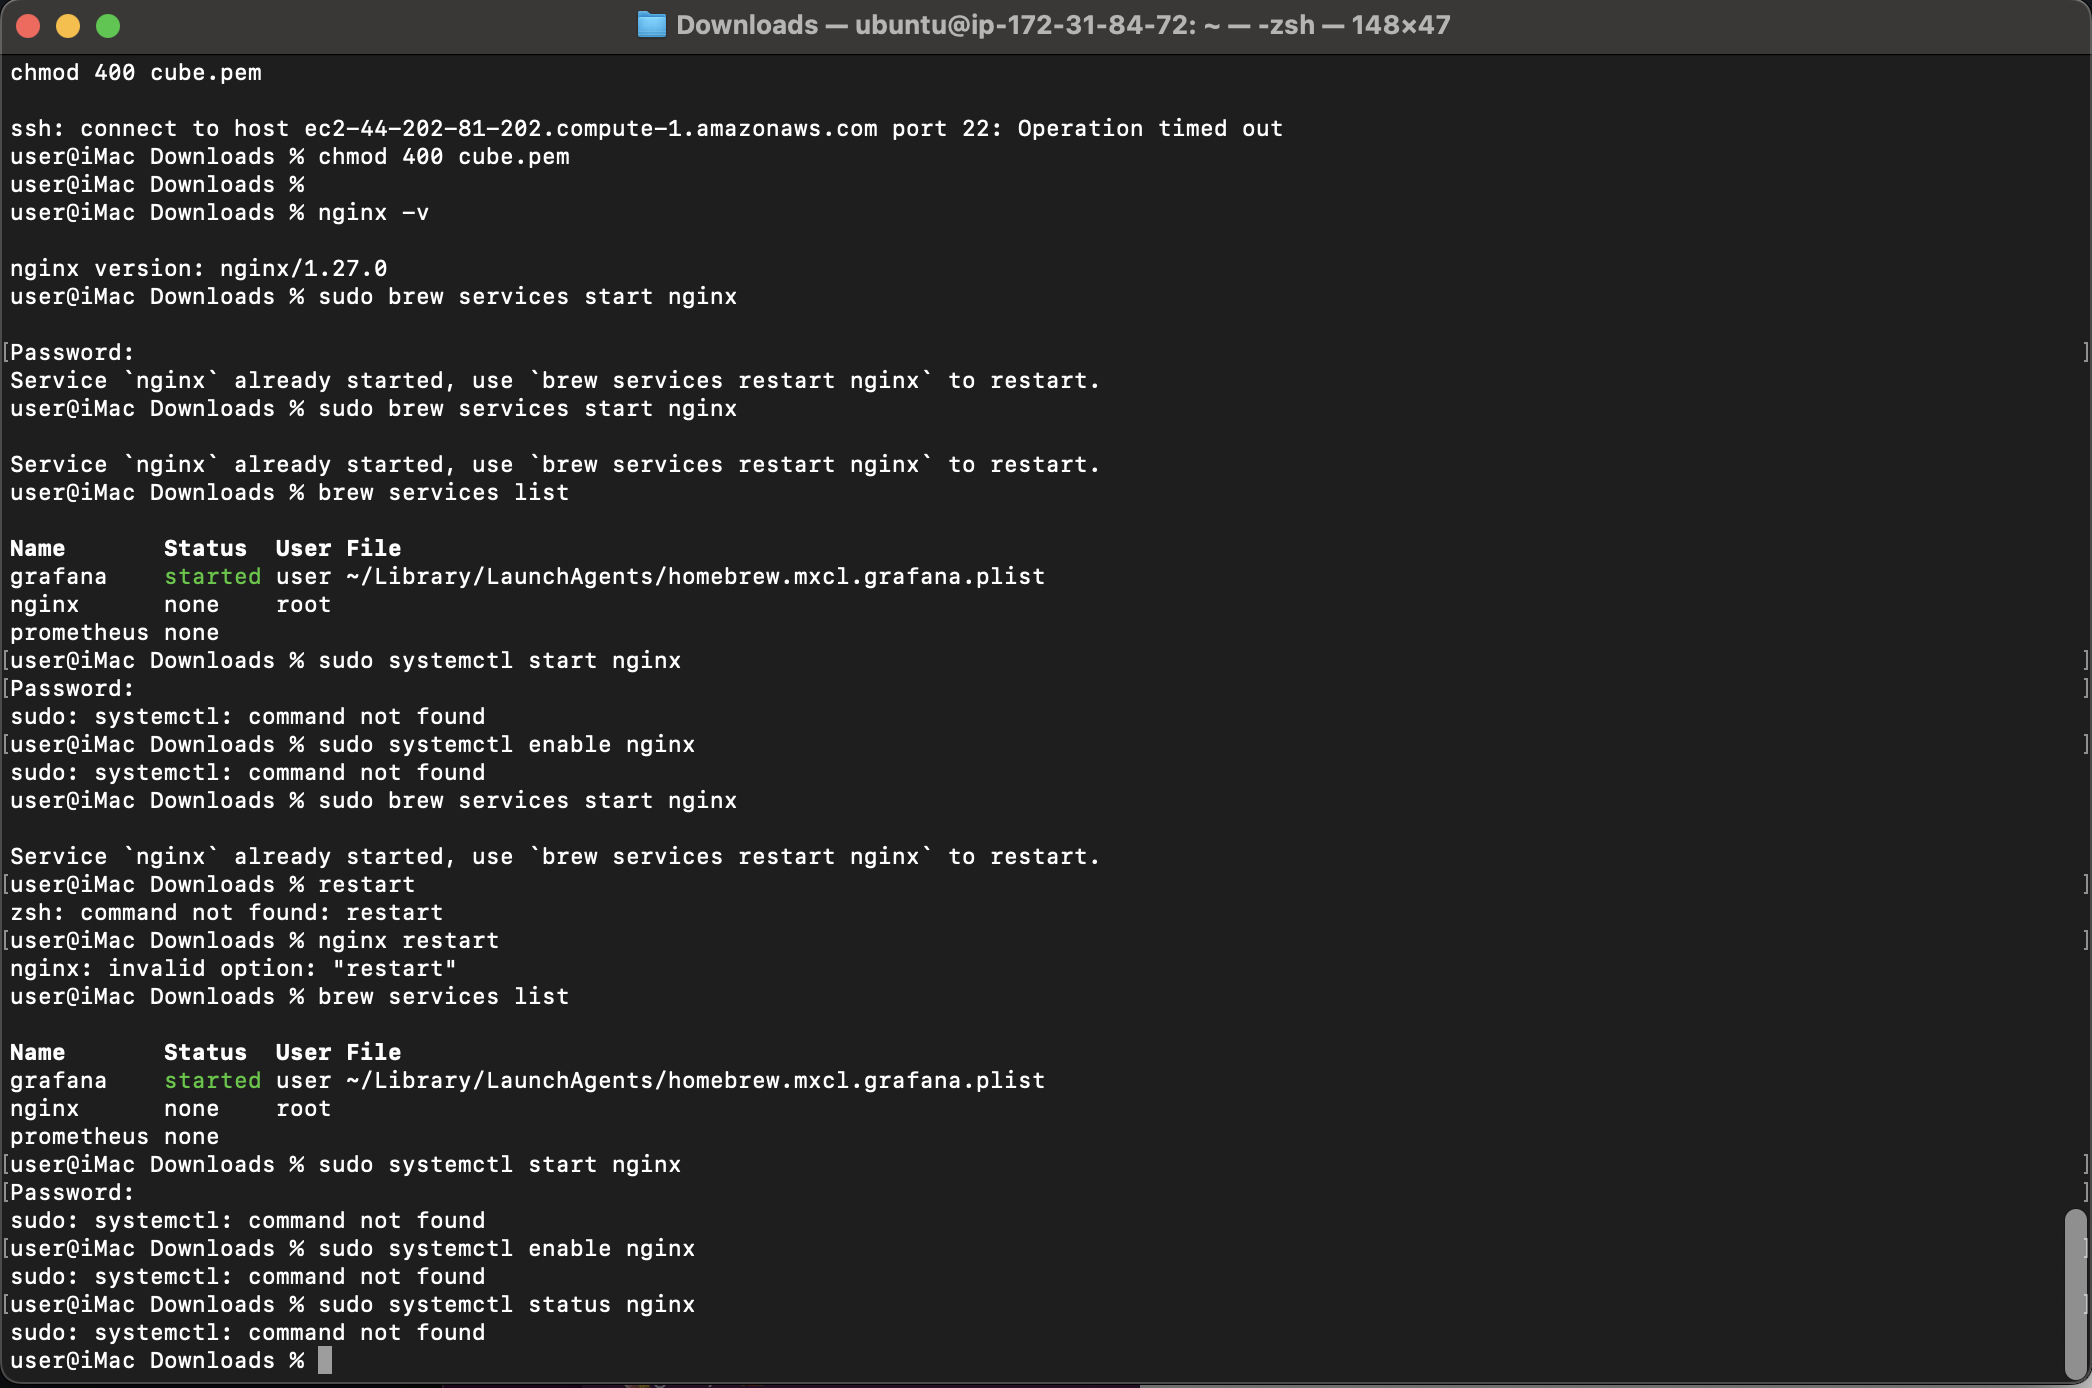 Downloads — ubuntu@ip-172-31-84-72: ~ — -zsh — 148×47
chmod 400 cube.pem
ssh: connect to host ec2-44-202-81-202.compute-1.amazonaws.com port 22: Operation timed out
user@iMac Downloads % chmod 400 cube.pem
user@iMac Downloads %
user@iMac Downloads % nginx -v
nginx version: nginx/1.27.0
user@iMac Downloads % sudo brew services start nginx
[Password: ]
Service `nginx` already started, use `brew services restart nginx` to restart.
user@iMac Downloads % sudo brew services start nginx
Service `nginx` already started, use `brew services restart nginx` to restart.
user@iMac Downloads % brew services list
Name       Status  User File
grafana    started user ~/Library/LaunchAgents/homebrew.mxcl.grafana.plist
nginx      none    root
prometheus none
[user@iMac Downloads % sudo systemctl start nginx ]
[Password: ]
sudo: systemctl: command not found
[user@iMac Downloads % sudo systemctl enable nginx ]
sudo: systemctl: command not found
user@iMac Downloads % sudo brew services start nginx
Service `nginx` already started, use `brew services restart nginx` to restart.
[user@iMac Downloads % restart ]
zsh: command not found: restart
[user@iMac Downloads % nginx restart ]
nginx: invalid option: "restart"
user@iMac Downloads % brew services list
Name       Status  User File
grafana    started user ~/Library/LaunchAgents/homebrew.mxcl.grafana.plist
nginx      none    root
prometheus none
[user@iMac Downloads % sudo systemctl start nginx ]
[Password: ]
sudo: systemctl: command not found
[user@iMac Downloads % sudo systemctl enable nginx ]
sudo: systemctl: command not found
[user@iMac Downloads % sudo systemctl status nginx ]
sudo: systemctl: command not found
user@iMac Downloads %